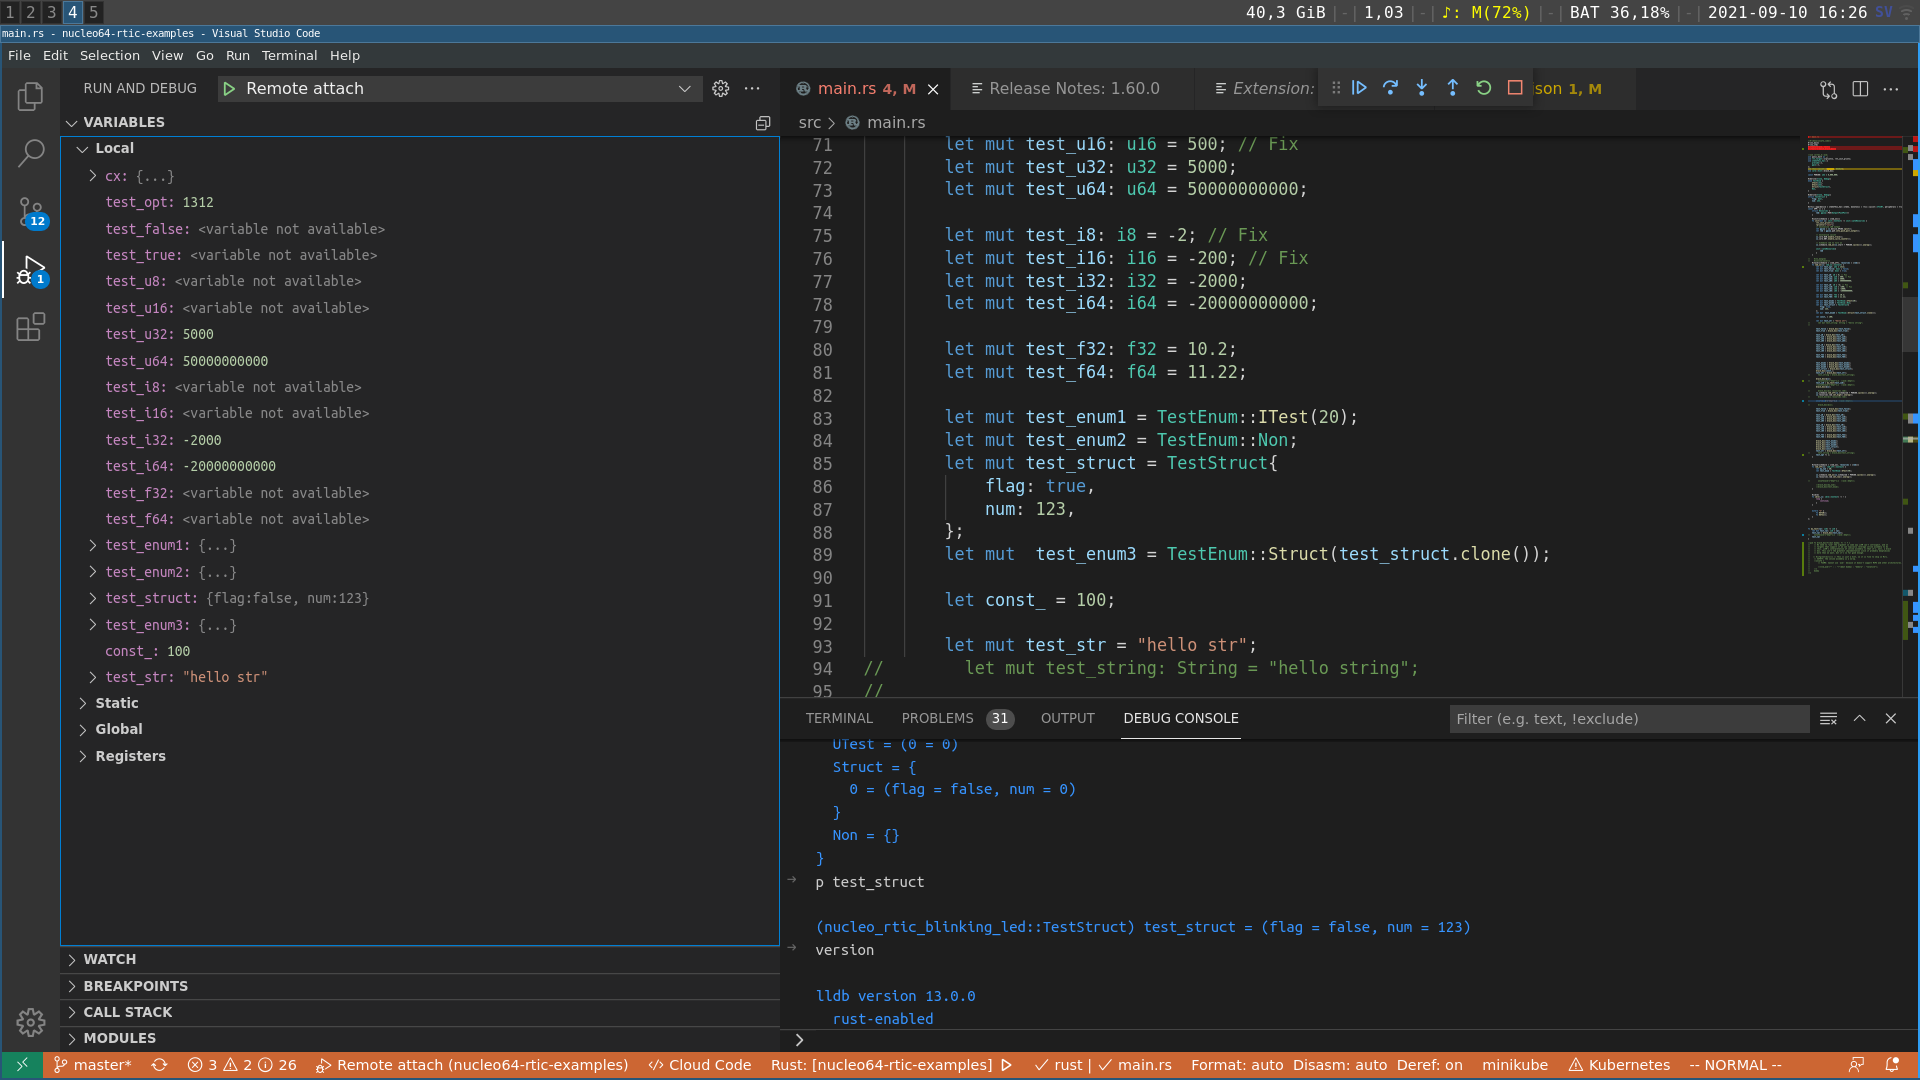 1 2 3 4 5
40,3 GiB |-| 1,03 |-| ♪: M(72%) |-| BAT 36,18% |-| 2021-09-10 16:26 SV
main.rs - nucleo64-rtic-examples - Visual Studio Code
File Edit Selection View Go Run Terminal Help
RUN AND DEBUG Remote attach
main.rs 4, M Release Notes: 1.60.0 Extension: son 1, M
VARIABLES
src > main.rs
Local
cx: {...}
test_opt: 1312
test_false: <variable not available>
test_true: <variable not available>
test_u8: <variable not available>
test_u16: <variable not available>
test_u32: 5000
test_u64: 50000000000
test_i8: <variable not available>
test_i16: <variable not available>
test_i32: -2000
test_i64: -20000000000
test_f32: <variable not available>
test_f64: <variable not available>
test_enum1: {...}
test_enum2: {...}
test_struct: {flag:false, num:123}
test_enum3: {...}
const_: 100
test_str: "hello str"
Static
Global
Registers
WATCH
BREAKPOINTS
CALL STACK
MODULES
12
1
71 let mut test_u16: u16 = 500; // Fix
72 let mut test_u32: u32 = 5000;
73 let mut test_u64: u64 = 50000000000;
74
75 let mut test_i8: i8 = -2; // Fix
76 let mut test_i16: i16 = -200; // Fix
77 let mut test_i32: i32 = -2000;
78 let mut test_i64: i64 = -20000000000;
79
80 let mut test_f32: f32 = 10.2;
81 let mut test_f64: f64 = 11.22;
82
83 let mut test_enum1 = TestEnum::ITest(20);
84 let mut test_enum2 = TestEnum::Non;
85 let mut test_struct = TestStruct{
86 flag: true,
87 num: 123,
88 };
89 let mut  test_enum3 = TestEnum::Struct(test_struct.clone());
90
91 let const_ = 100;
92
93 let mut test_str = "hello str";
94 // let mut test_string: String = "hello string";
95 //
TERMINAL PROBLEMS 31 OUTPUT DEBUG CONSOLE Filter (e.g. text, !exclude)
UTest = (0 = 0)
Struct = {
0 = (flag = false, num = 0)
}
Non = {}
}
p test_struct
(nucleo_rtic_blinking_led::TestStruct) test_struct = (flag = false, num = 123)
version
lldb version 13.0.0
rust-enabled
master* 3 2 26 Remote attach (nucleo64-rtic-examples) Cloud Code Rust: [nucleo64-rtic-examples] ✓ rust | ✓ main.rs Format: auto Disasm: auto Deref: on minikube Kubernetes -- NORMAL --